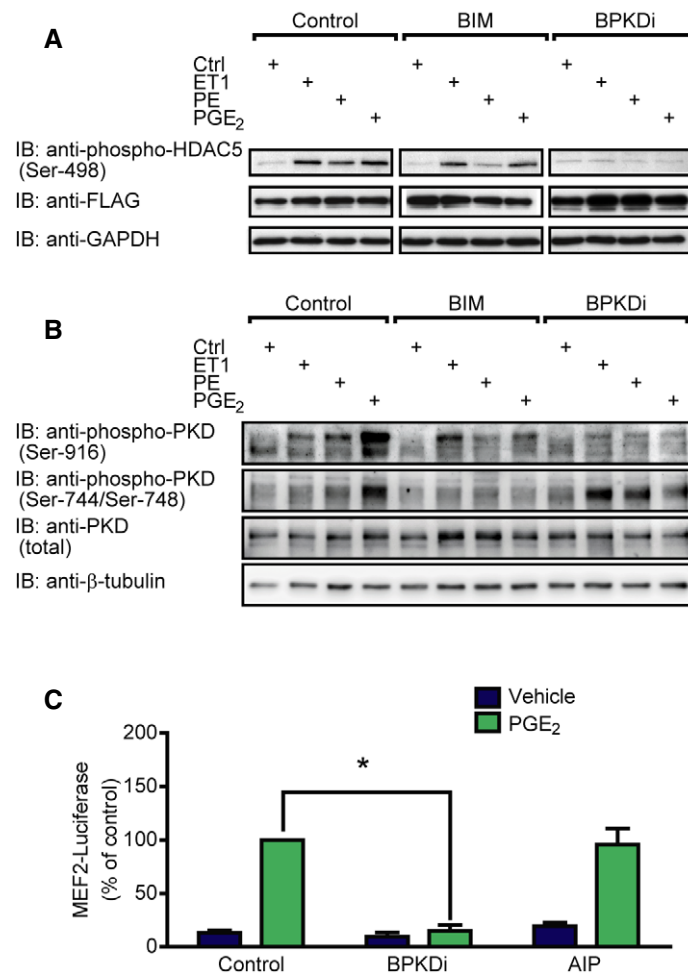 A
Control BIM BPKDi
Ctrl + + +
ET1 + + +
PE + + +
PGE2 + + +
IB: anti-phospho-HDAC5
(Ser-498)
IB: anti-FLAG
IB: anti-GAPDH
B
Control BIM BPKDi
Ctrl + + +
ET1 + + +
PE + + +
PGE2 + + +
IB: anti-phospho-PKD
(Ser-916)
IB: anti-phospho-PKD
(Ser-744/Ser-748)
IB: anti-PKD
(total)
IB: anti-β-tubulin
C
Vehicle
PGE2
MEF2-Luciferase
(% of control)
200
150
100
50
0
*
Control BPKDi AIP